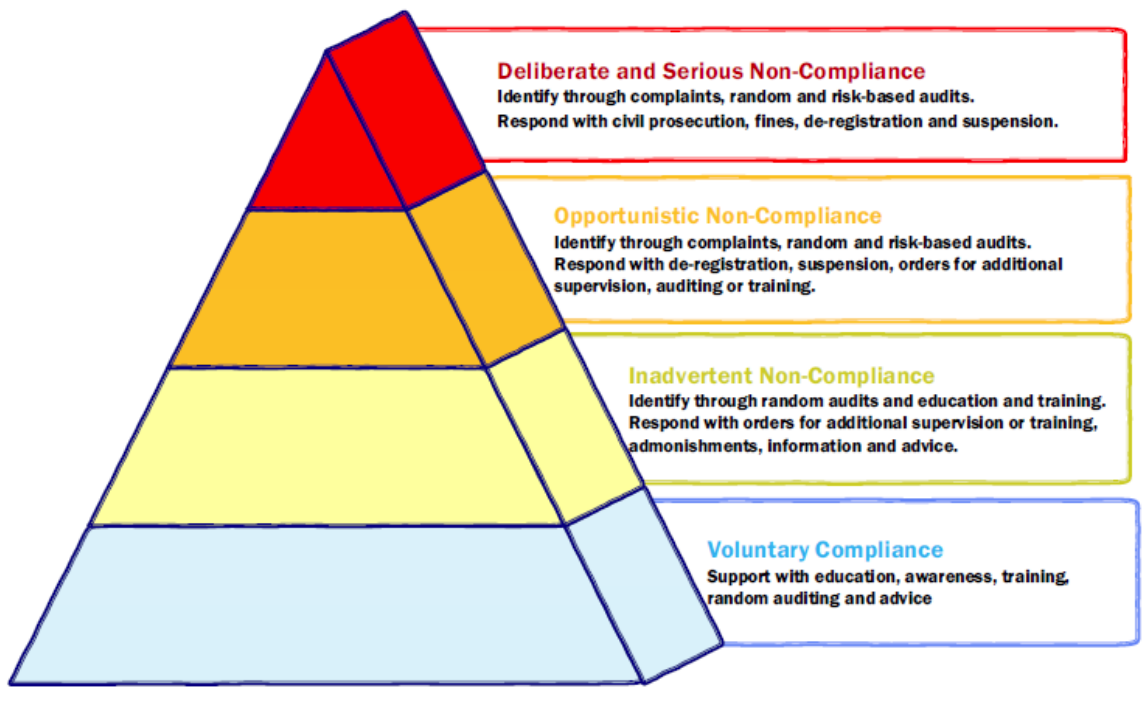 Deliberate and Serious Non-Compliance
Identify through complaints, random and risk-based audits.
Respond with civil prosecution, fines, de-registration and suspension.
Opportunistic Non-Compliance
Identify through complaints, random and risk-based audits.
Respond with de-registration, suspension, orders for additional
supervision, auditing or training.
Inadvertent Non-Compliance
Identify through random audits and education and training.
Respond with orders for additional supervision or training,
admonishments, information and advice.
Voluntary Compliance
Support with education, awareness, training,
random auditing and advice